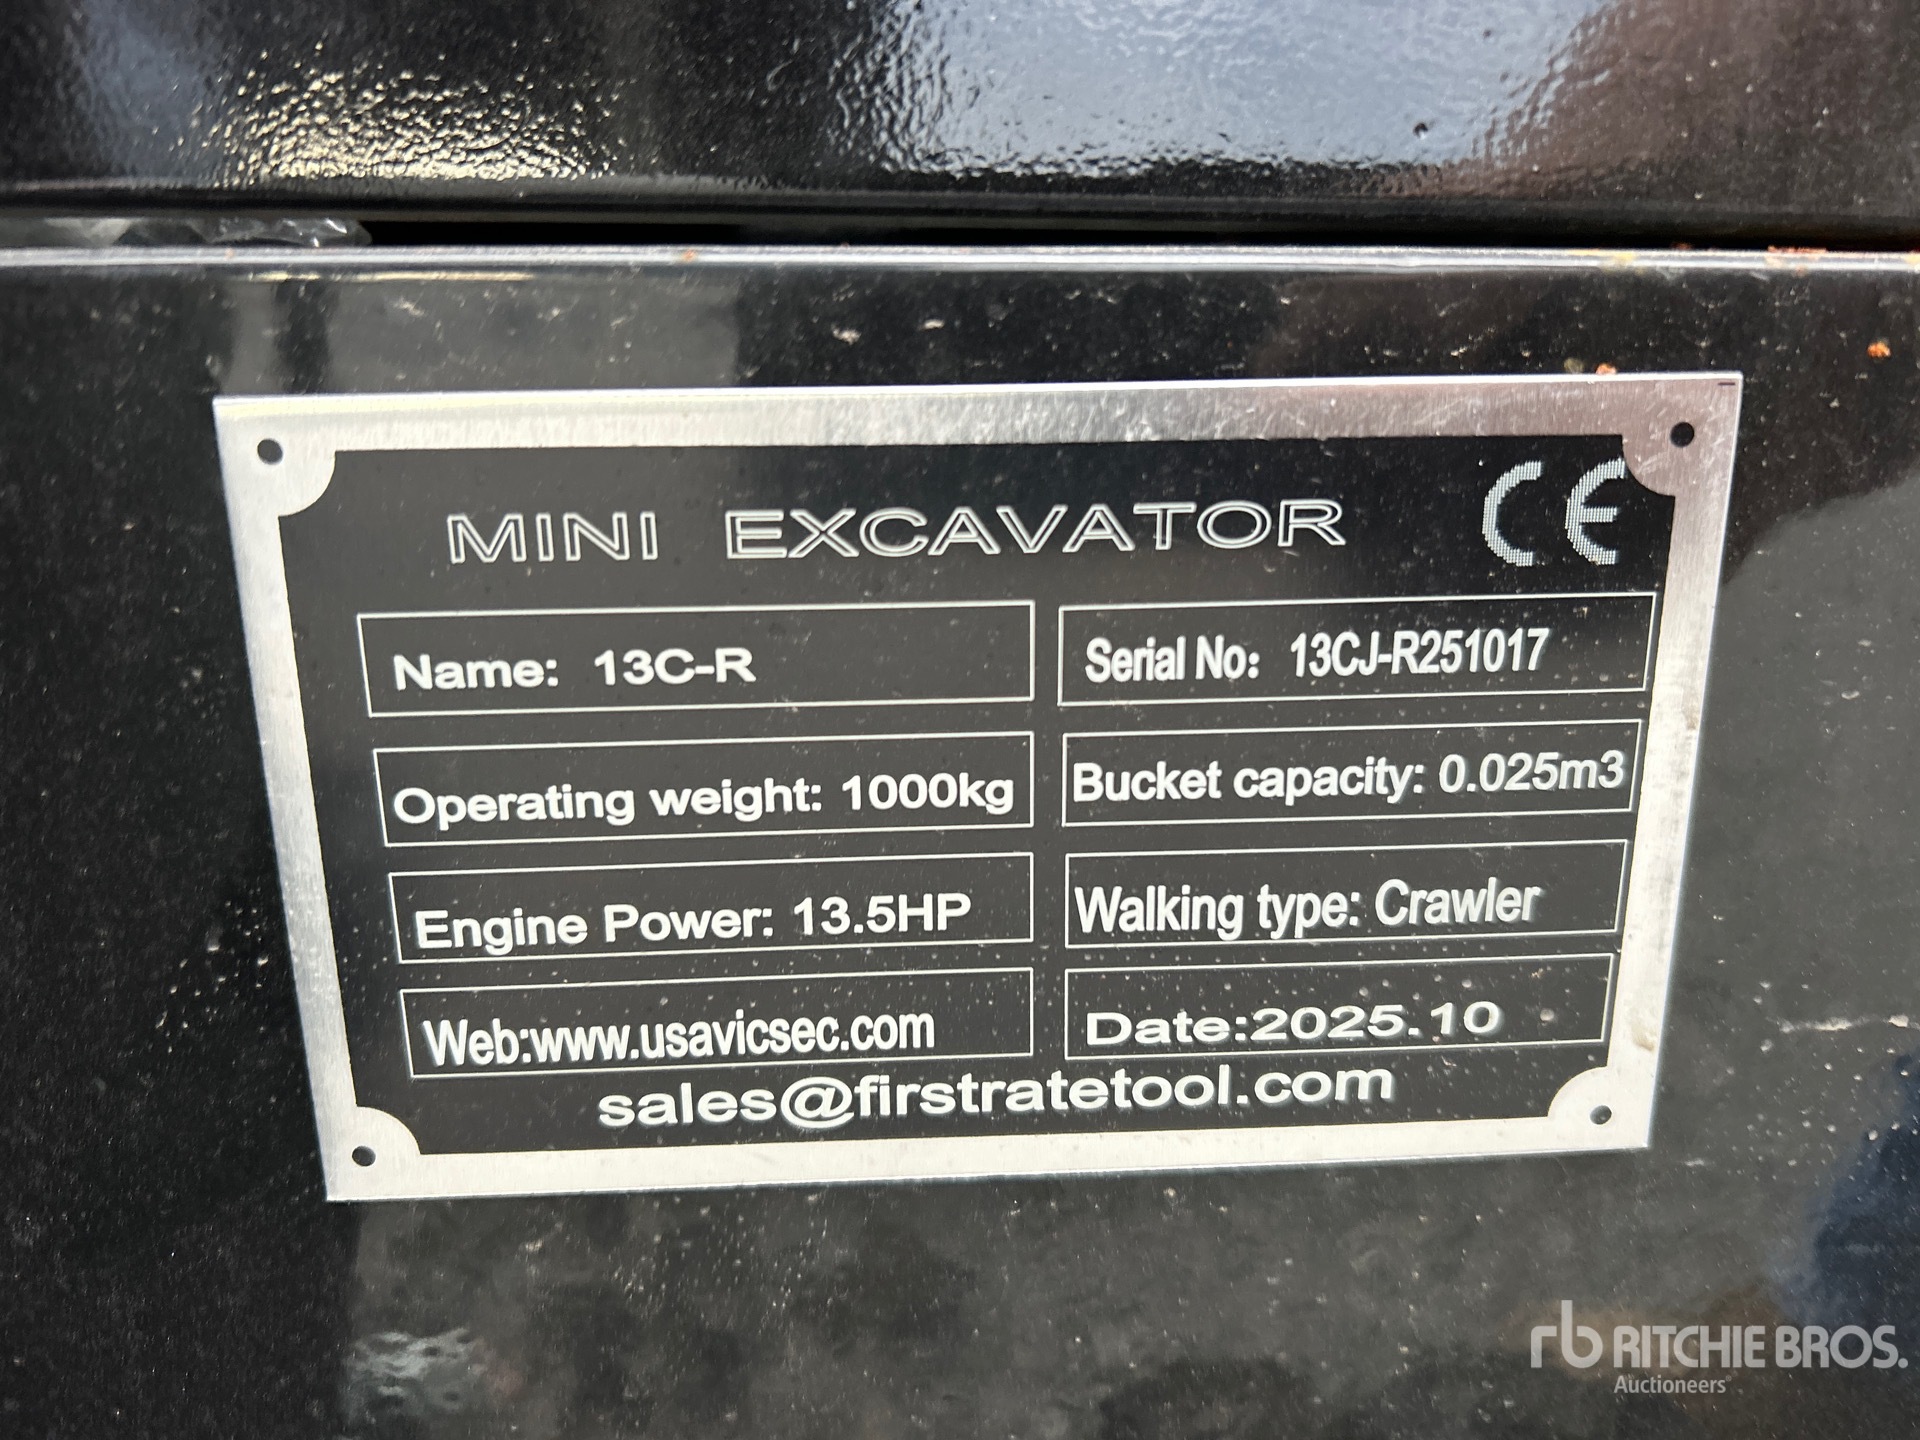 MINI EXCAVATOR CE
Name: 13C-R Serial No: 13CJ-R251017
Operating weight: 1000kg Bucket capacity: 0.025m3
Engine Power: 13.5HP Walking type: Crawler
Web:www.usavicsec.com Date:2025.10
sales@firstratetool.com
rb RITCHIE BROS.
Auctioneers